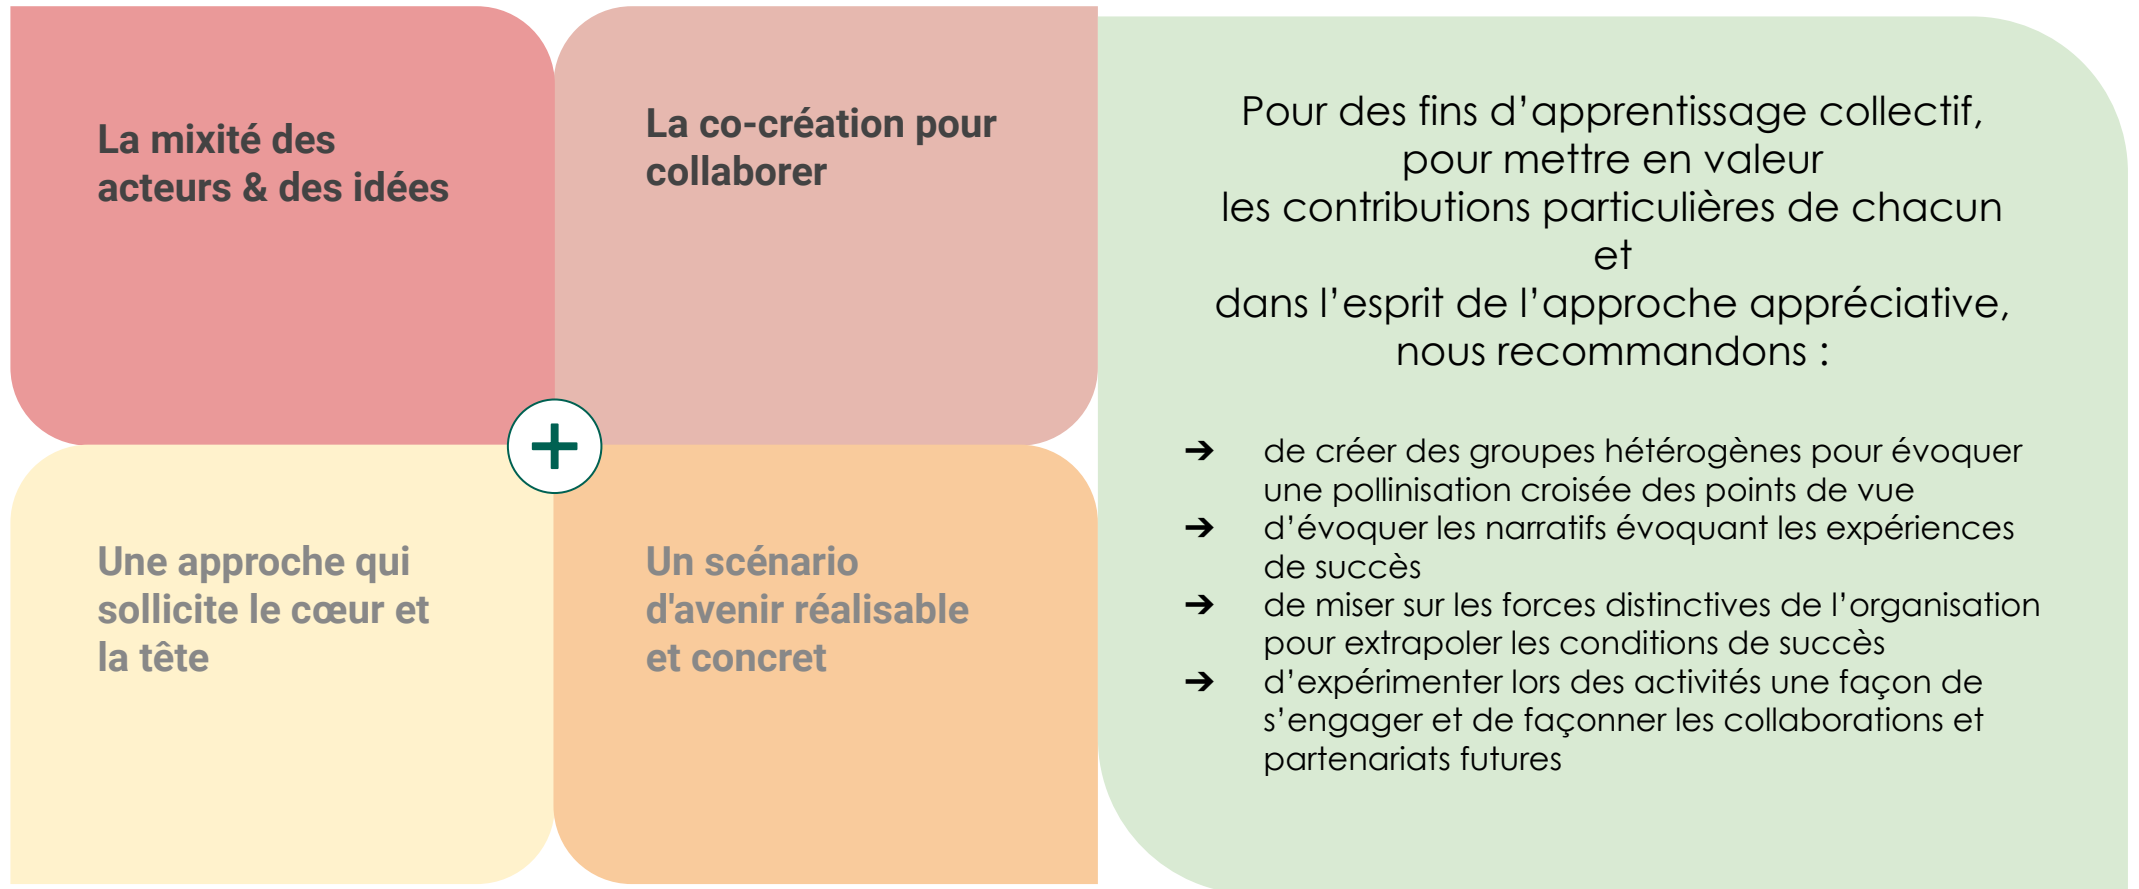 La mixité des
acteurs & des idées
La co-création pour
collaborer
Une approche qui
sollicite le cœur et
la tête
Un scénario
d'avenir réalisable
et concret
Pour des fins d’apprentissage collectif,
pour mettre en valeur
les contributions particulières de chacun
et
dans l’esprit de l’approche appréciative,
nous recommandons :
➔ de créer des groupes hétérogènes pour évoquer
une pollinisation croisée des points de vue
➔ d’évoquer les narratifs évoquant les expériences
de succès
➔ de miser sur les forces distinctives de l’organisation
pour extrapoler les conditions de succès
➔ d’expérimenter lors des activités une façon de
s’engager et de façonner les collaborations et
partenariats futures